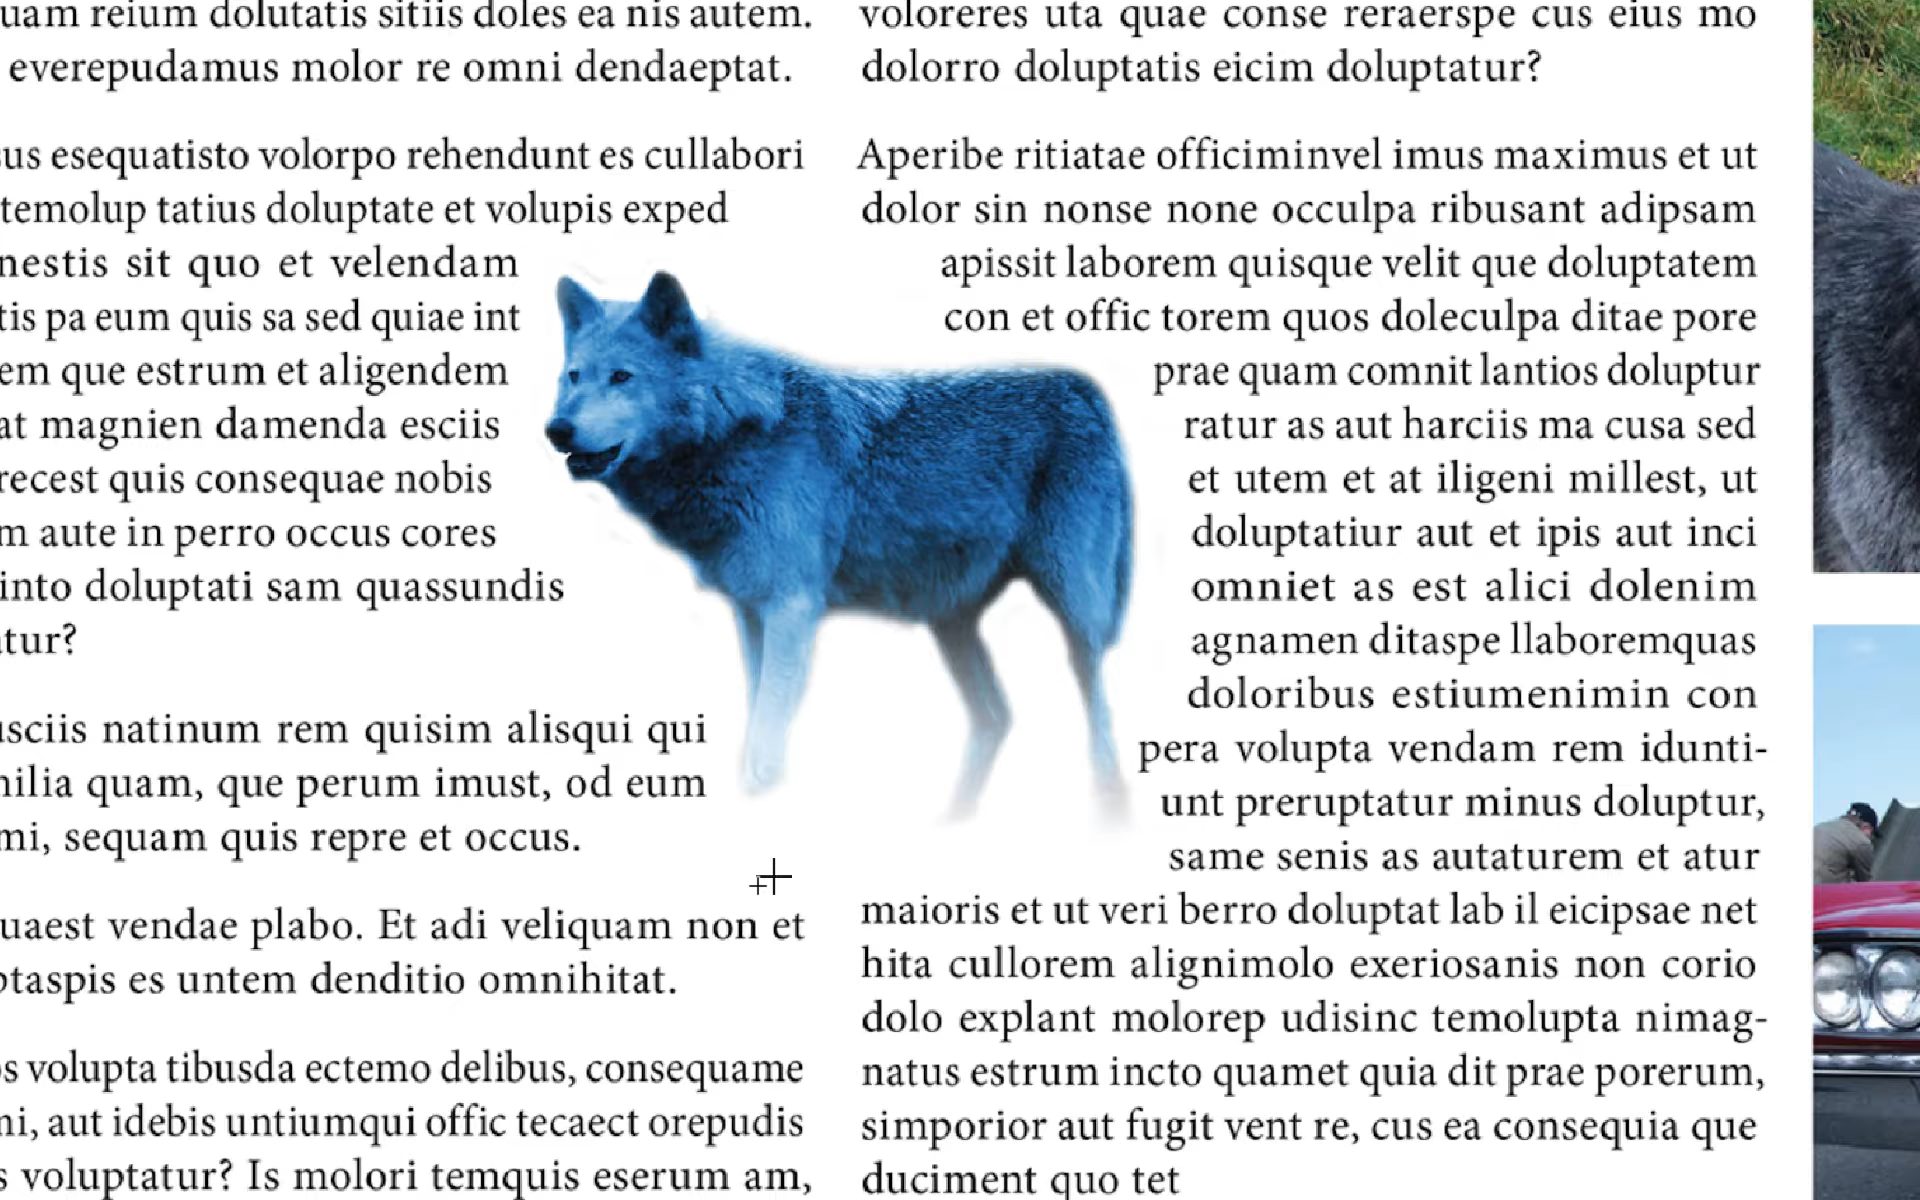 uam reium dolutatis sitiis doles ea nis autem.
everepudamus molor re omni dendaeptat.
us esequatisto volorpo rehendunt es cullabori
temolup tatius doluptate et volupis exped
nestis sit quo et velendam
tis pa eum quis sa sed quiae int
em que estrum et aligendem
at magnien damenda esciis
recest quis consequae nobis
m aute in perro occus cores
into doluptati sam quassundis
tur?
sciis natinum rem quisim alisqui qui
nilia quam, que perum imust, od eum
mi, sequam quis repre et occus.
uaest vendae plabo. Et adi veliquam non et
ptaspis es untem denditio omnihitat.
s volupta tibusda ectemo delibus, consequame
ni, aut idebis untiumqui offic tecaect orepudis
s voluptatur? Is molori temquis eserum am,
voloreres uta quae conse reraerspe cus eius mo
dolorro doluptatis eicim doluptatur?
Aperibe ritiatae officiminvel imus maximus et ut
dolor sin nonse none occulpa ribusant adipsam
apissit laborem quisque velit que doluptatem
con et offic torem quos doleculpa ditae pore
prae quam comnit lantios doluptur
ratur as aut harciis ma cusa sed
et utem et at iligeni millest, ut
doluptatiur aut et ipis aut inci
omniet as est alici dolenim
agnamen ditaspe llaboremquas
doloribus estiumenimin con
pera volupta vendam rem idunti-
unt preruptatur minus doluptur,
same senis as autaturem et atur
maioris et ut veri berro doluptat lab il eicipsae net
hita cullorem alignimolo exeriosanis non corio
dolo explant molorep udisinc temolupta nimag-
natus estrum incto quamet quia dit prae porerum,
simporior aut fugit vent re, cus ea consequia que
duciment quo tet